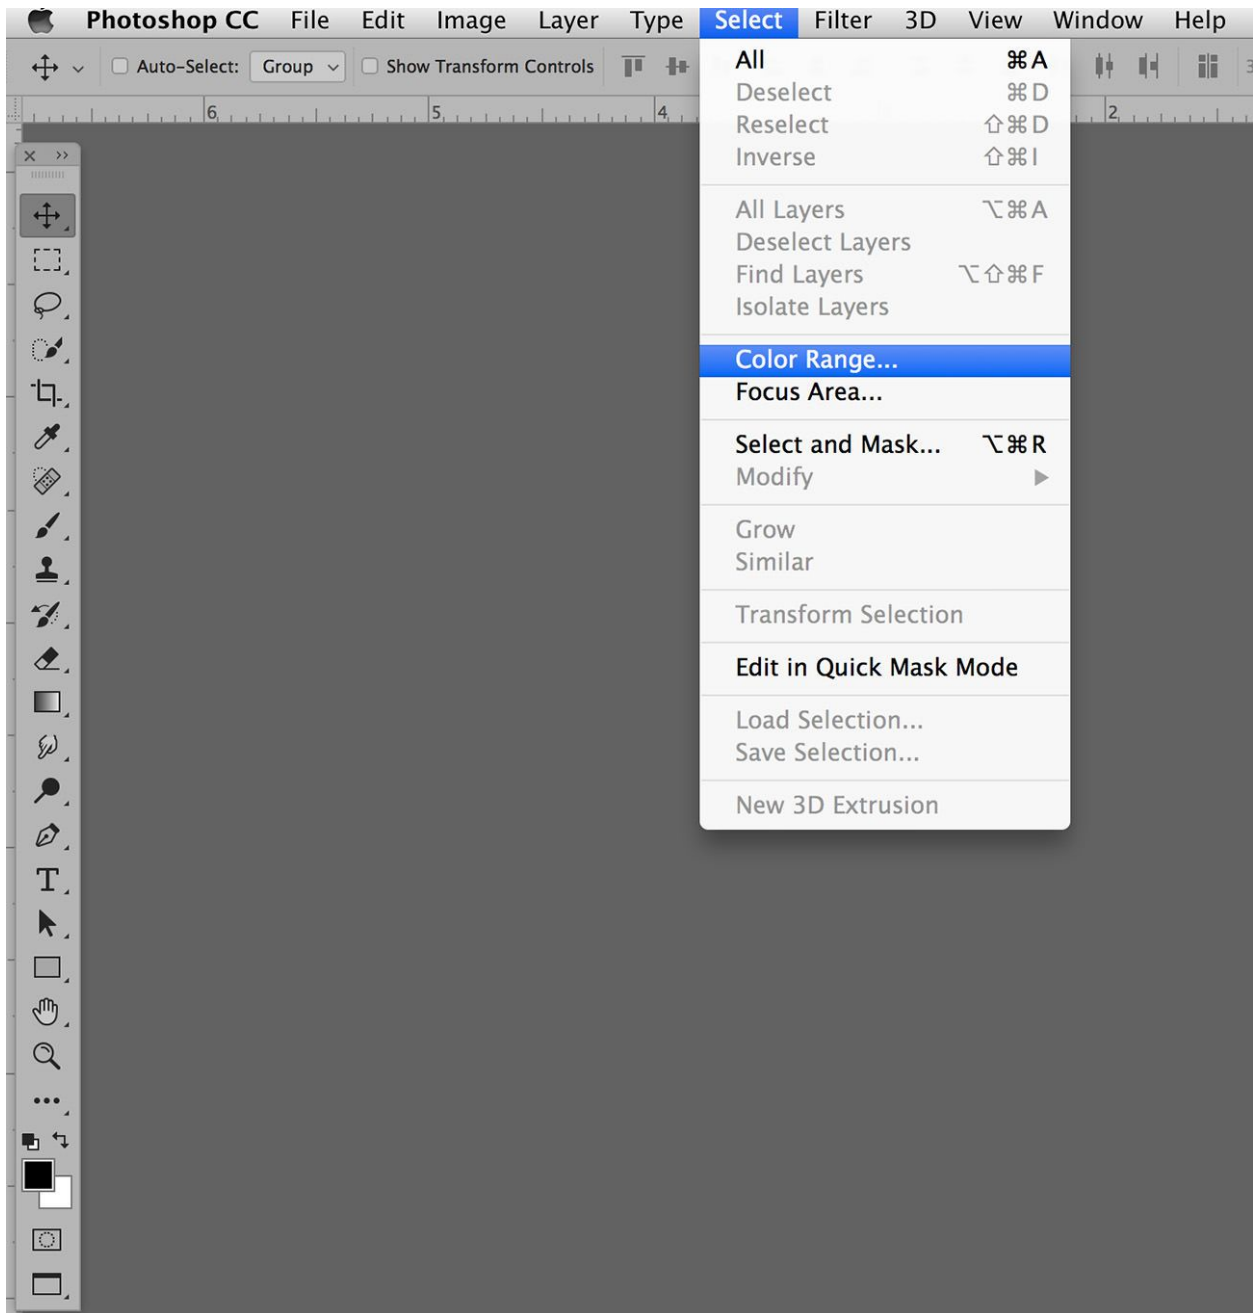 Photoshop CC File Edit Image Layer Type Select Filter 3D View Window Help
Auto-Select: Group Show Transform Controls
6 5 4 2
All ⌘A
Deselect ⌘D
Reselect ⇧⌘D
Inverse ⇧⌘I
All Layers ⌥⌘A
Deselect Layers
Find Layers ⌥⇧⌘F
Isolate Layers
Color Range...
Focus Area...
Select and Mask... ⌥⌘R
Modify
Grow
Similar
Transform Selection
Edit in Quick Mask Mode
Load Selection...
Save Selection...
New 3D Extrusion
T